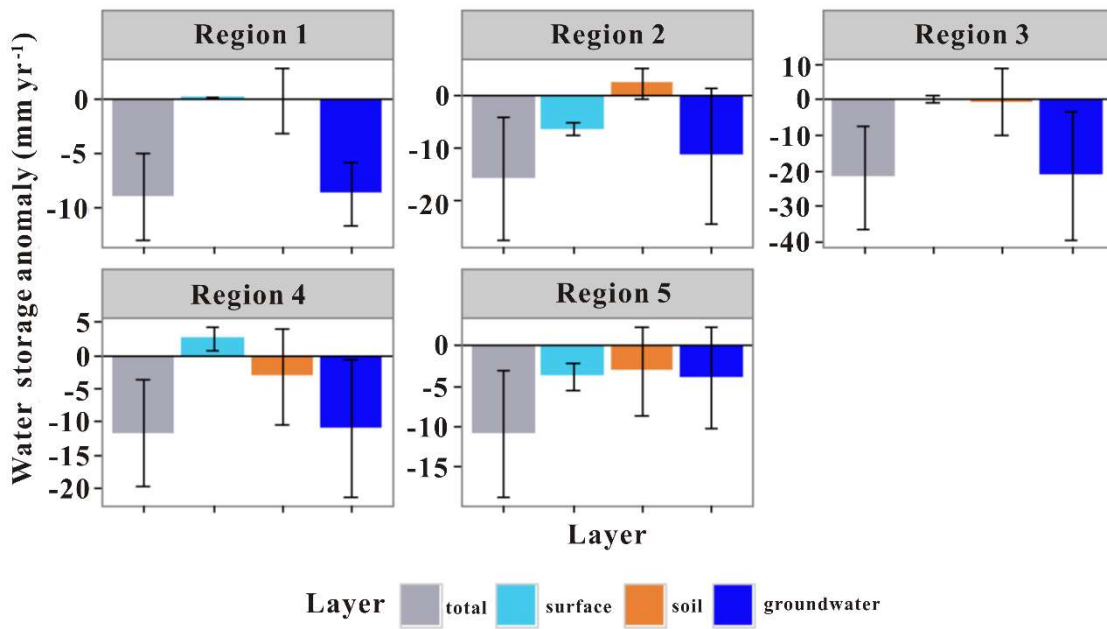 Water storage anomaly (mm yr⁻¹)
Region 1
0
-5
-10
Region 2
0
-10
-20
Region 3
10
0
-10
-20
-30
-40
Region 4
5
0
-5
-10
-15
-20
Region 5
0
-5
-10
-15
Layer
Layer total surface soil groundwater